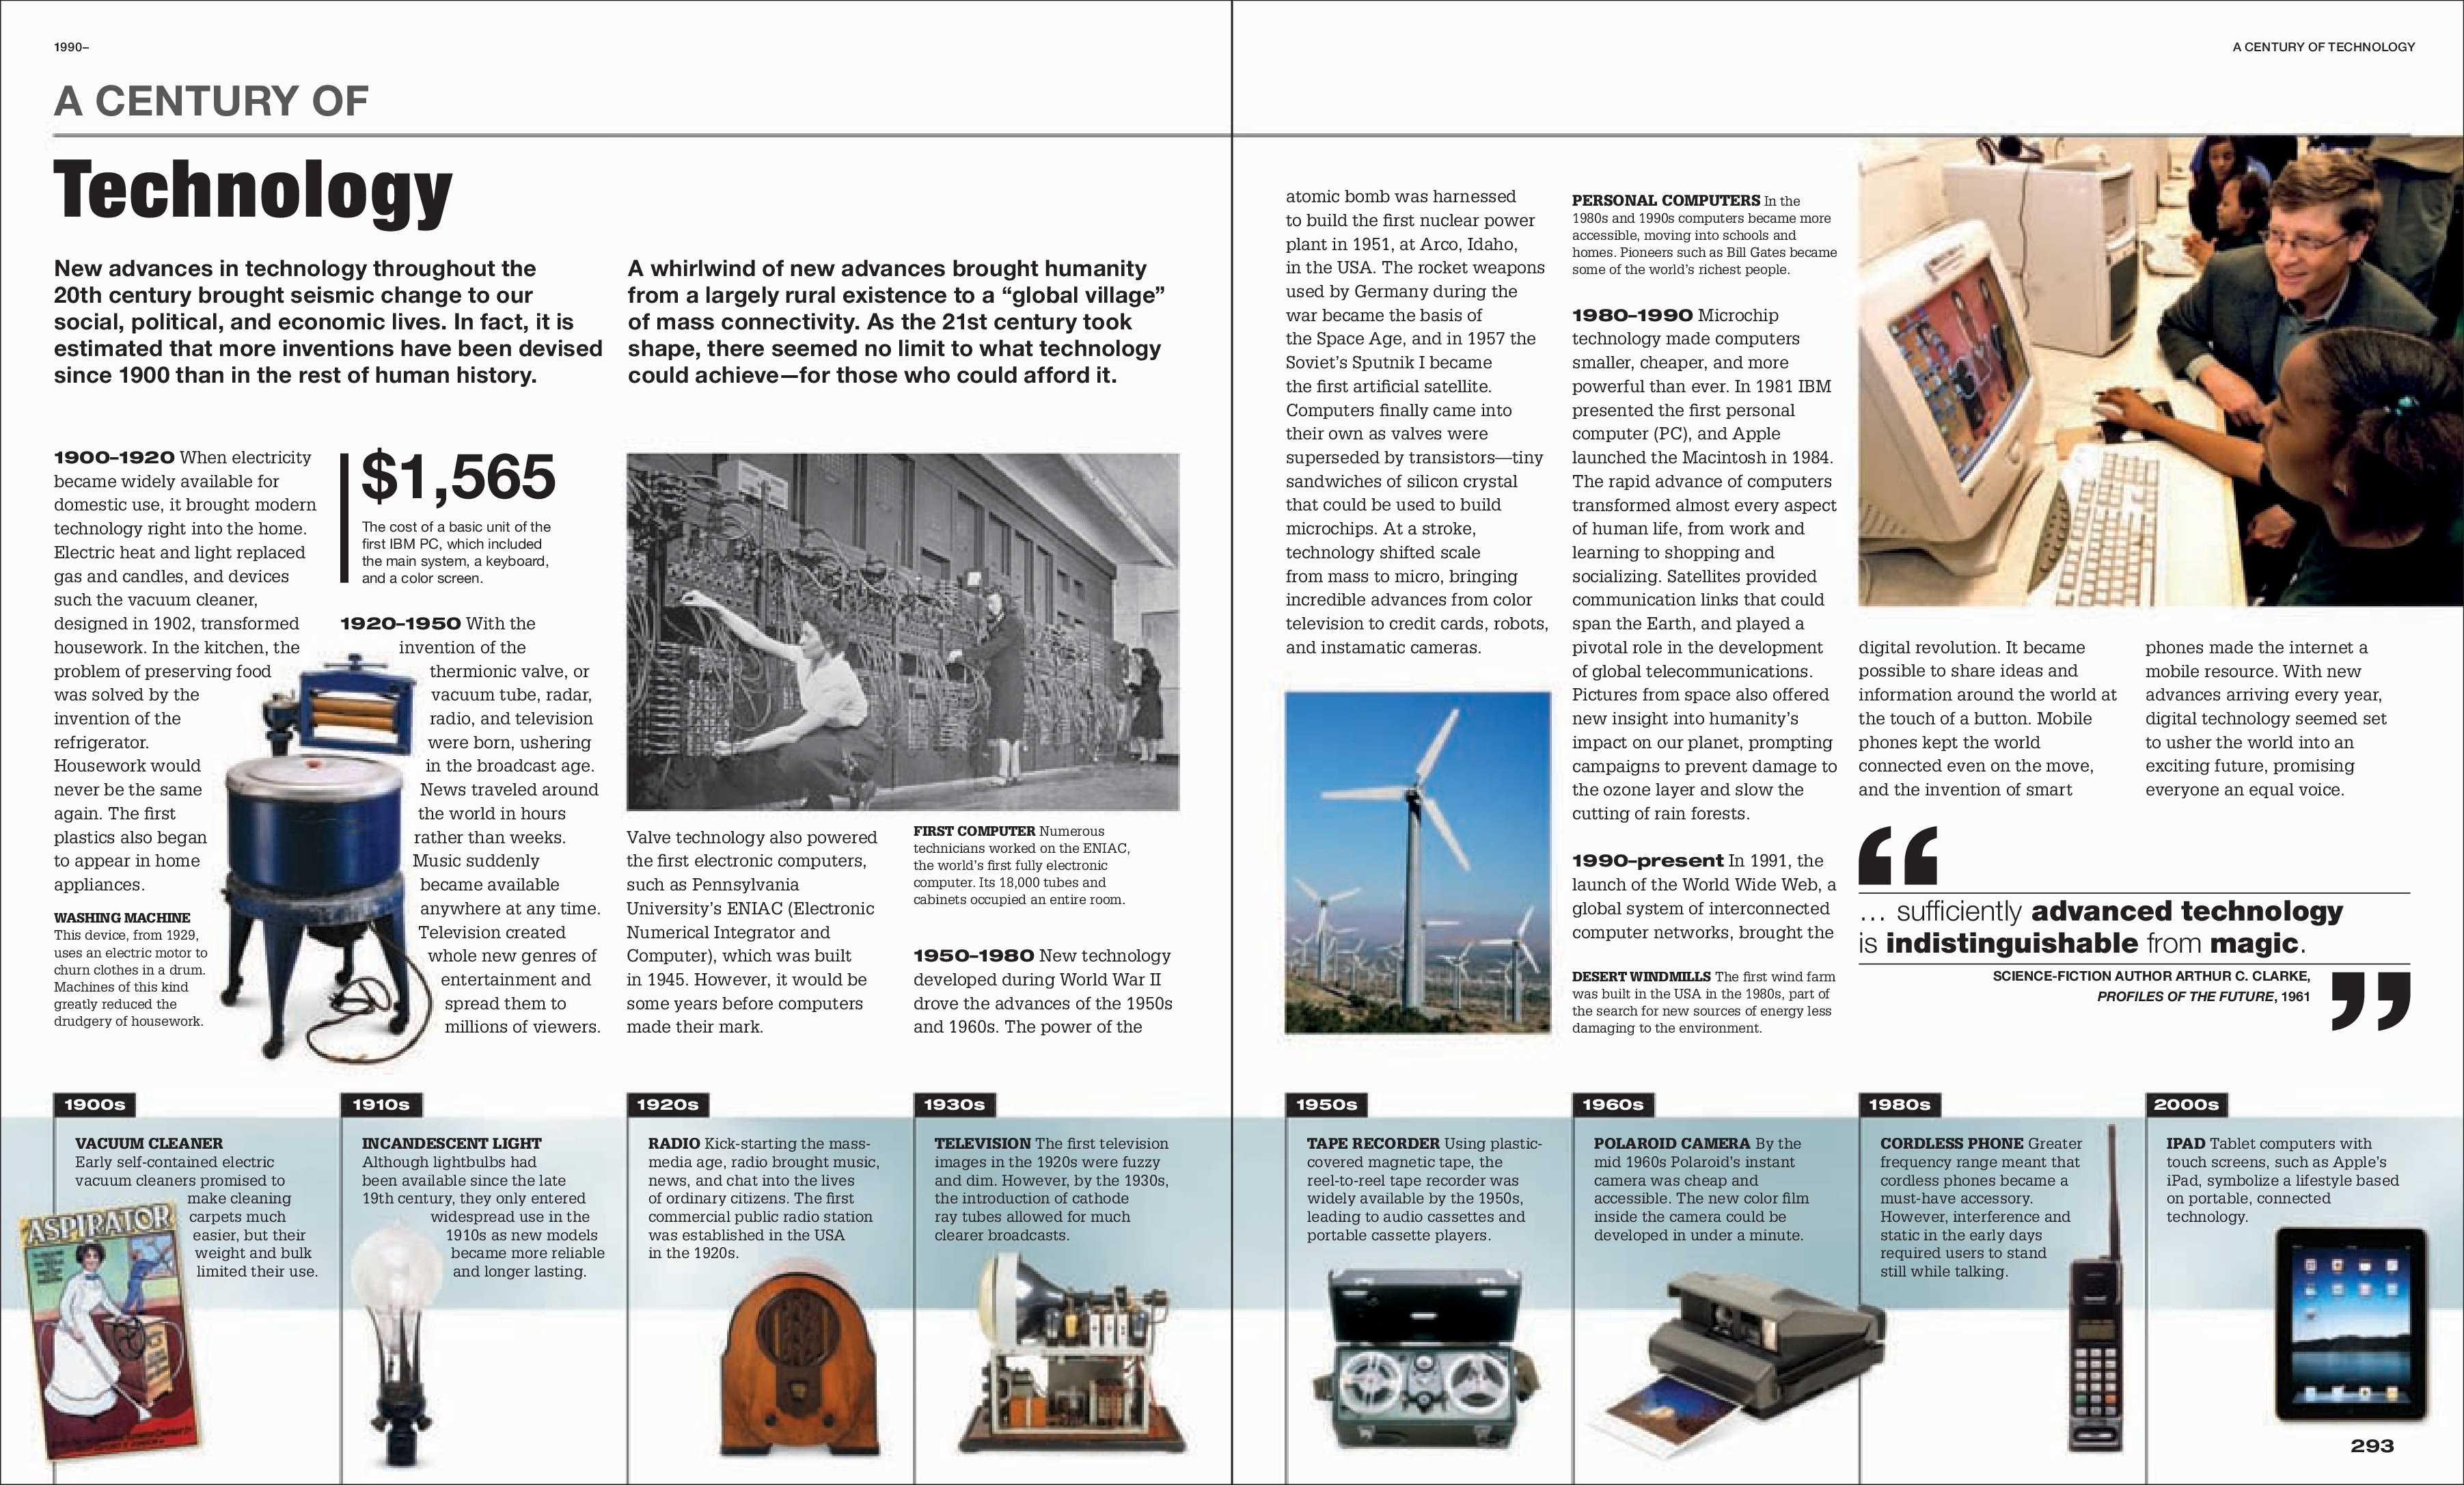 1990–
A CENTURY OF TECHNOLOGY
A CENTURY OF
Technology
New advances in technology throughout the
20th century brought seismic change to our
social, political, and economic lives. In fact, it is
estimated that more inventions have been devised
since 1900 than in the rest of human history.
A whirlwind of new advances brought humanity
from a largely rural existence to a “global village”
of mass connectivity. As the 21st century took
shape, there seemed no limit to what technology
could achieve—for those who could afford it.
1900–1920 When electricity
became widely available for
domestic use, it brought modern
technology right into the home.
Electric heat and light replaced
gas and candles, and devices
such the vacuum cleaner,
designed in 1902, transformed
housework. In the kitchen, the
problem of preserving food
was solved by the
invention of the
refrigerator.
Housework would
never be the same
again. The first
plastics also began
to appear in home
appliances.
WASHING MACHINE
This device, from 1929,
uses an electric motor to
churn clothes in a drum.
Machines of this kind
greatly reduced the
drudgery of housework.
$1,565
The cost of a basic unit of the
first IBM PC, which included
the main system, a keyboard,
and a color screen.
1920–1950 With the
invention of the
thermionic valve, or
vacuum tube, radar,
radio, and television
were born, ushering
in the broadcast age.
News traveled around
the world in hours
rather than weeks.
Music suddenly
became available
anywhere at any time.
Television created
whole new genres of
entertainment and
spread them to
millions of viewers.
Valve technology also powered
the first electronic computers,
such as Pennsylvania
University’s ENIAC (Electronic
Numerical Integrator and
Computer), which was built
in 1945. However, it would be
some years before computers
made their mark.
FIRST COMPUTER Numerous
technicians worked on the ENIAC,
the world’s first fully electronic
computer. Its 18,000 tubes and
cabinets occupied an entire room.
1950–1980 New technology
developed during World War II
drove the advances of the 1950s
and 1960s. The power of the
atomic bomb was harnessed
to build the first nuclear power
plant in 1951, at Arco, Idaho,
in the USA. The rocket weapons
used by Germany during the
war became the basis of
the Space Age, and in 1957 the
Soviet’s Sputnik I became
the first artificial satellite.
Computers finally came into
their own as valves were
superseded by transistors—tiny
sandwiches of silicon crystal
that could be used to build
microchips. At a stroke,
technology shifted scale
from mass to micro, bringing
incredible advances from color
television to credit cards, robots,
and instamatic cameras.
PERSONAL COMPUTERS In the
1980s and 1990s computers became more
accessible, moving into schools and
homes. Pioneers such as Bill Gates became
some of the world’s richest people.
1980–1990 Microchip
technology made computers
smaller, cheaper, and more
powerful than ever. In 1981 IBM
presented the first personal
computer (PC), and Apple
launched the Macintosh in 1984.
The rapid advance of computers
transformed almost every aspect
of human life, from work and
learning to shopping and
socializing. Satellites provided
communication links that could
span the Earth, and played a
pivotal role in the development
of global telecommunications.
Pictures from space also offered
new insight into humanity’s
impact on our planet, prompting
campaigns to prevent damage to
the ozone layer and slow the
cutting of rain forests.
1990–present In 1991, the
launch of the World Wide Web, a
global system of interconnected
computer networks, brought the
DESERT WINDMILLS The first wind farm
was built in the USA in the 1980s, part of
the search for new sources of energy less
damaging to the environment.
digital revolution. It became
possible to share ideas and
information around the world at
the touch of a button. Mobile
phones kept the world
connected even on the move,
and the invention of smart
phones made the internet a
mobile resource. With new
advances arriving every year,
digital technology seemed set
to usher the world into an
exciting future, promising
everyone an equal voice.
“
… sufficiently advanced technology
is indistinguishable from magic.
SCIENCE-FICTION AUTHOR ARTHUR C. CLARKE,
PROFILES OF THE FUTURE, 1961
”
1900s
VACUUM CLEANER
Early self-contained electric
vacuum cleaners promised to
make cleaning
carpets much
easier, but their
weight and bulk
limited their use.
ASPIRATOR
1910s
INCANDESCENT LIGHT
Although lightbulbs had
been available since the late
19th century, they only entered
widespread use in the
1910s as new models
became more reliable
and longer lasting.
1920s
RADIO Kick-starting the mass-
media age, radio brought music,
news, and chat into the lives
of ordinary citizens. The first
commercial public radio station
was established in the USA
in the 1920s.
1930s
TELEVISION The first television
images in the 1920s were fuzzy
and dim. However, by the 1930s,
the introduction of cathode
ray tubes allowed for much
clearer broadcasts.
1950s
TAPE RECORDER Using plastic-
covered magnetic tape, the
reel-to-reel tape recorder was
widely available by the 1950s,
leading to audio cassettes and
portable cassette players.
1960s
POLAROID CAMERA By the
mid 1960s Polaroid’s instant
camera was cheap and
accessible. The new color film
inside the camera could be
developed in under a minute.
1980s
CORDLESS PHONE Greater
frequency range meant that
cordless phones became a
must-have accessory.
However, interference and
static in the early days
required users to stand
still while talking.
2000s
IPAD Tablet computers with
touch screens, such as Apple’s
iPad, symbolize a lifestyle based
on portable, connected
technology.
293